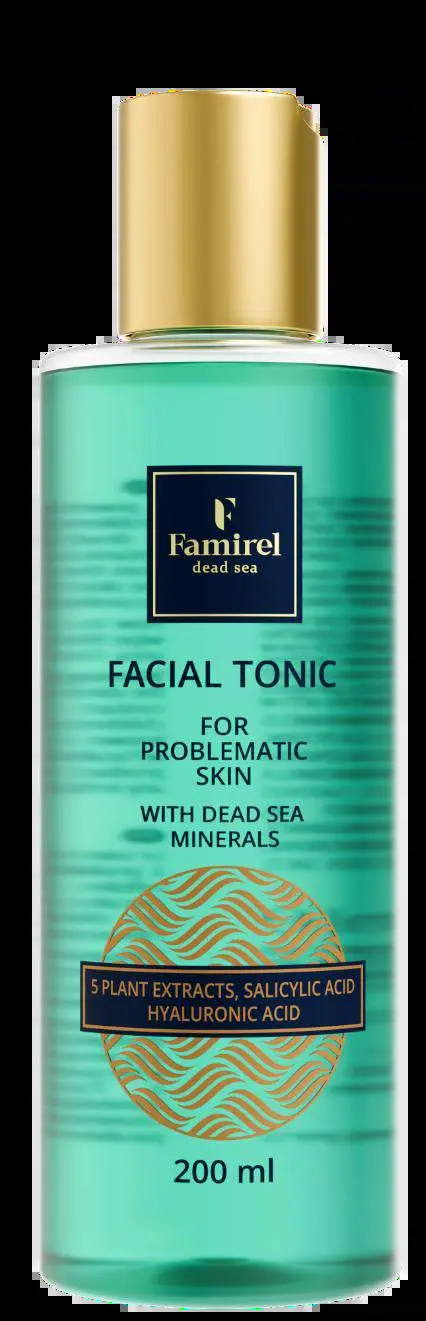 F
Famirel
dead sea
FACIAL TONIC
FOR
PROBLEMATIC
SKIN
WITH DEAD SEA
MINERALS
5 PLANT EXTRACTS, SALICYLIC ACID
HYALURONIC ACID
200 ml